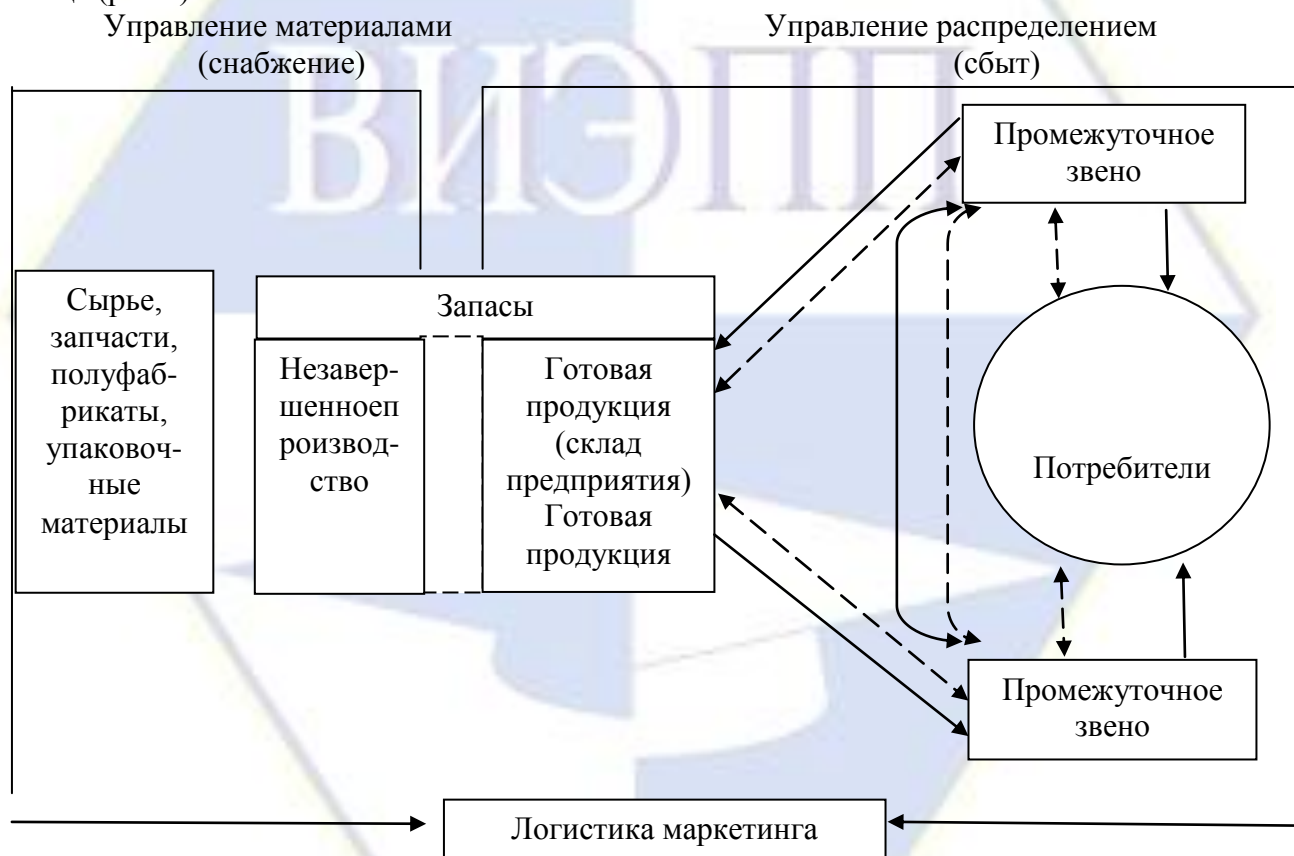 Управление материалами
(снабжение)
Управление распределением
(сбыт)
ВИЭПП
Промежуточное
звено
Сырье,
запчасти,
полуфаб-
рикаты,
упаковоч-
ные
материалы
Запасы
Незавер-
шенноеп
роизвод-
ство
Готовая
продукция
(склад
предприятия)
Готовая
продукция
Потребители
Промежуточное
звено
Логистика маркетинга